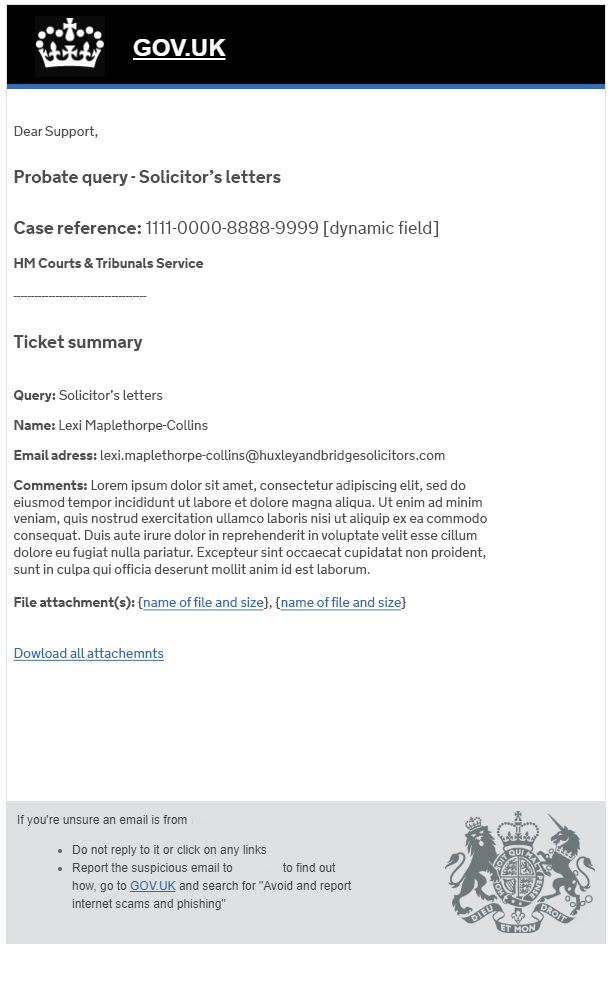 GOV.UK
Dear Support,
Probate query - Solicitor's letters
Case reference: 1111-0000-8888-9999 [dynamic field]
HM Courts & Tribunals Service
--------------------------------------
Ticket summary
Query: Solicitor's letters
Name: Lexi Maplethorpe-Collins
Email adress: lexi.maplethorpe-collins@huxleyandbridgesolicitors.com
Comments: Lorem ipsum dolor sit amet, consectetur adipiscing elit, sed do
eiusmod tempor incididunt ut labore et dolore magna aliqua. Ut enim ad minim
veniam, quis nostrud exercitation ullamco laboris nisi ut aliquip ex ea commodo
consequat. Duis aute irure dolor in reprehenderit in voluptate velit esse cillum
dolore eu fugiat nulla pariatur. Excepteur sint occaecat cupidatat non proident,
sunt in culpa qui officia deserunt mollit anim id est laborum.
File attachment(s): {name of file and size}, {name of file and size}
Dowload all attachemnts
If you're unsure an email is from
• Do not reply to it or click on any links
• Report the suspicious email to to find out
how, go to GOV.UK and search for "Avoid and report
internet scams and phishing"
DIEU ET MON DROIT